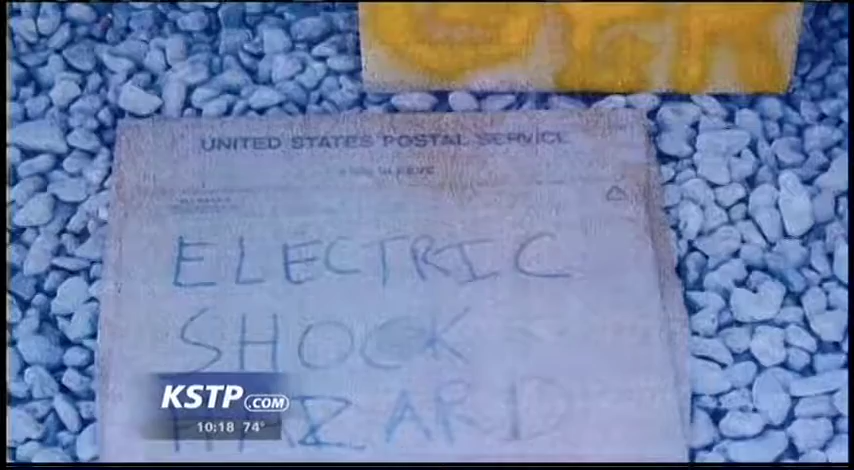 UNITED STATES POSTAL SERVICE
ELECTRIC
SHOCK
HAZARD
KSTP.COM
10:18 74°